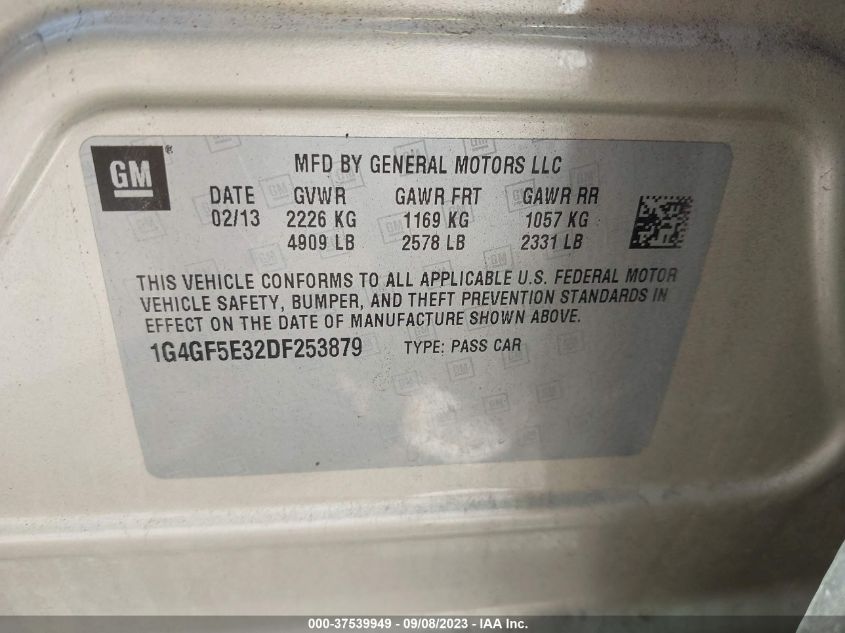 GM ®
MFD BY GENERAL MOTORS LLC
DATE GVWR GAWR FRT GAWR RR
02/13 2226 KG 1169 KG 1057 KG
4909 LB 2578 LB 2331 LB
THIS VEHICLE CONFORMS TO ALL APPLICABLE U.S. FEDERAL MOTOR
VEHICLE SAFETY, BUMPER, AND THEFT PREVENTION STANDARDS IN
EFFECT ON THE DATE OF MANUFACTURE SHOWN ABOVE.
1G4GF5E32DF253879 TYPE: PASS CAR
000-37539949 - 09/08/2023 - IAA Inc.